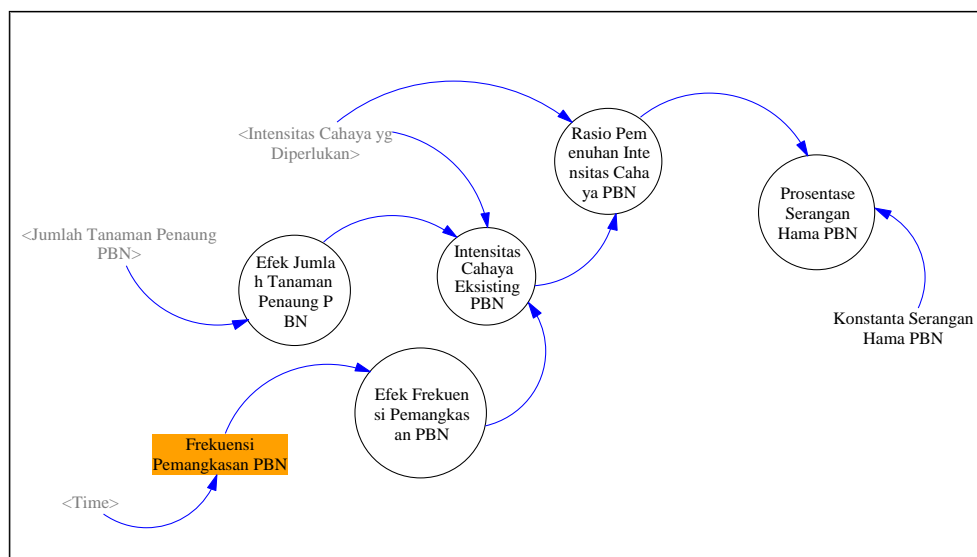 <Intensitas Cahaya yg
Diperlukan>
Rasio Pem
enuhan Inte
nsitas Caha
ya PBN
Prosentase
Serangan
Hama PBN
<Jumlah Tanaman Penaung
PBN>
Efek Jumla
h Tanaman
Penaung P
BN
Intensitas
Cahaya
Eksisting
PBN
Konstanta Serangan
Hama PBN
Efek Frekuen
si Pemangkas
an PBN
Frekuensi
Pemangkasan PBN
<Time>